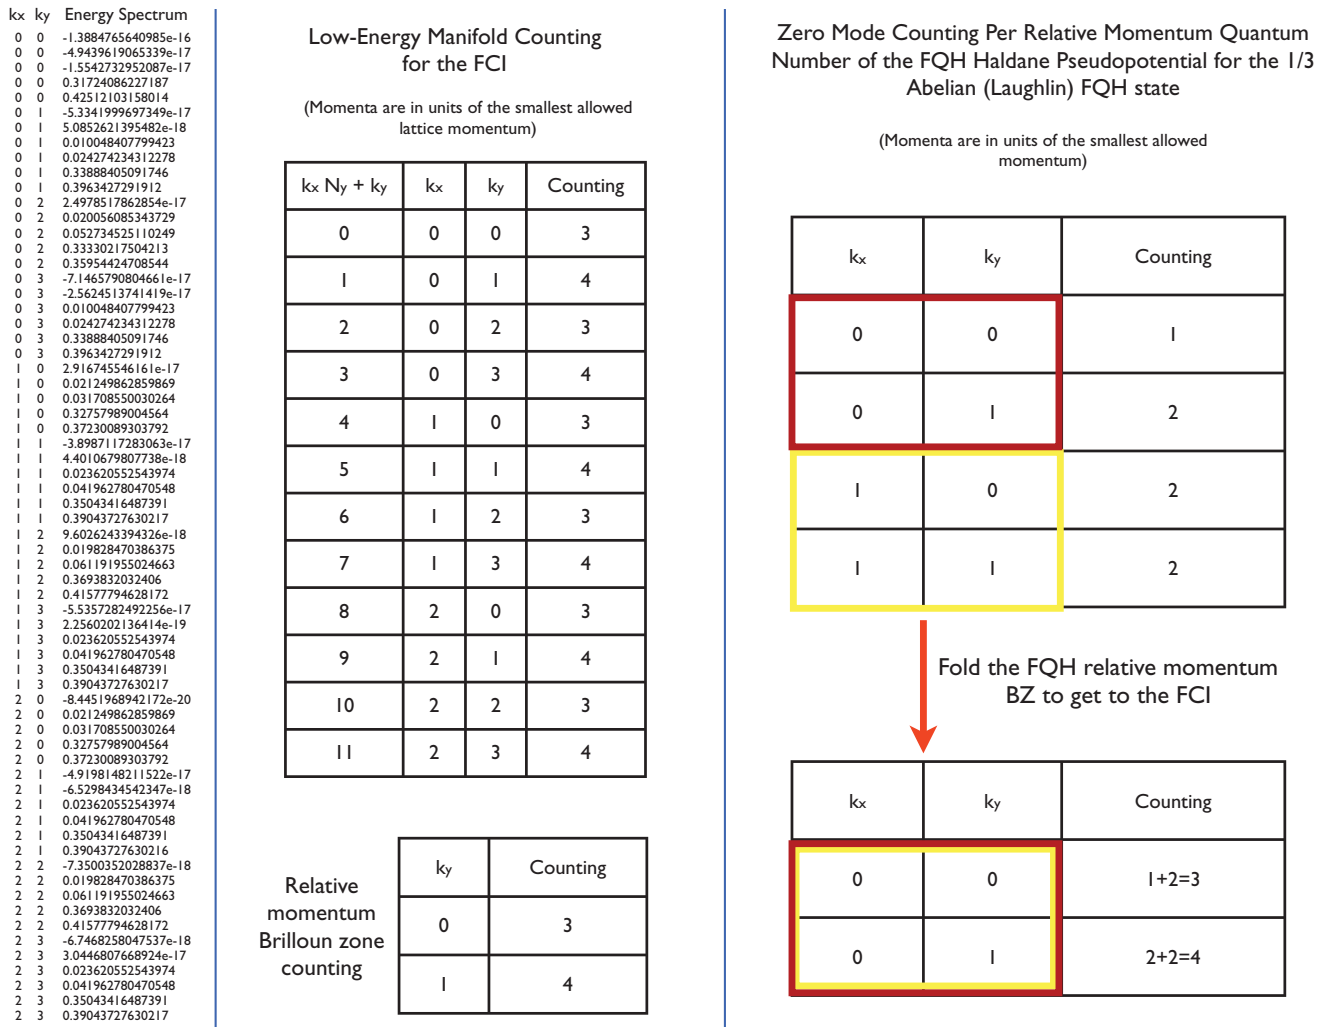 kx ky Energy Spectrum
0 0 -1.3884765640985e-16
0 0 -4.9439619065339e-17
0 0 -1.5542732952087e-17
0 0 0.31724086227187
0 0 0.42512103158014
0 1 -5.3341999697349e-17
0 1 5.0852621395482e-18
0 1 0.010048407799423
0 1 0.024274234312278
0 1 0.33888405091746
0 1 0.3963427291912
0 2 2.4978517862854e-17
0 2 0.020056085343729
0 2 0.052734525110249
0 2 0.33330217504213
0 2 0.35954424708544
0 3 -7.1465790804661e-17
0 3 -2.5624513741419e-17
0 3 0.010048407799423
0 3 0.024274234312278
0 3 0.33888405091746
0 3 0.3963427291912
1 0 2.916745546161e-17
1 0 0.021249862859869
1 0 0.031708550030264
1 0 0.32757989004564
1 0 0.37230089303792
1 1 -3.8987117283063e-17
1 1 4.4010679807738e-18
1 1 0.023620552543974
1 1 0.041962780470548
1 1 0.35043416487391
1 1 0.39043727630217
1 2 9.6026243394326e-18
1 2 0.019828470386375
1 2 0.061191955024663
1 2 0.3693832032406
1 2 0.41577794628172
1 3 -5.5357282492256e-17
1 3 2.2560202136414e-19
1 3 0.023620552543974
1 3 0.041962780470548
1 3 0.35043416487391
1 3 0.39043727630217
2 0 -8.4451968942172e-20
2 0 0.021249862859869
2 0 0.031708550030264
2 0 0.32757989004564
2 0 0.37230089303792
2 1 -4.9198148211522e-17
2 1 -6.5298434542347e-18
2 1 0.023620552543974
2 1 0.041962780470548
2 1 0.35043416487391
2 1 0.39043727630216
2 2 -7.3500352028837e-18
2 2 0.019828470386375
2 2 0.061191955024663
2 2 0.3693832032406
2 2 0.41577794628172
2 3 -6.7468258047537e-18
2 3 3.0446807668924e-17
2 3 0.023620552543974
2 3 0.041962780470548
2 3 0.35043416487391
2 3 0.39043727630217
Low-Energy Manifold Counting
for the FCI
(Momenta are in units of the smallest allowed
lattice momentum)
kx Ny + ky kx ky Counting
0 0 0 3
1 0 1 4
2 0 2 3
3 0 3 4
4 1 0 3
5 1 1 4
6 1 2 3
7 1 3 4
8 2 0 3
9 2 1 4
10 2 2 3
11 2 3 4
Relative
momentum
Brilloun zone
counting
ky Counting
0 3
1 4
Zero Mode Counting Per Relative Momentum Quantum
Number of the FQH Haldane Pseudopotential for the 1/3
Abelian (Laughlin) FQH state
(Momenta are in units of the smallest allowed
momentum)
kx ky Counting
0 0 1
0 1 2
1 0 2
1 1 2
Fold the FQH relative momentum
BZ to get to the FCI
kx ky Counting
0 0 1+2=3
0 1 2+2=4